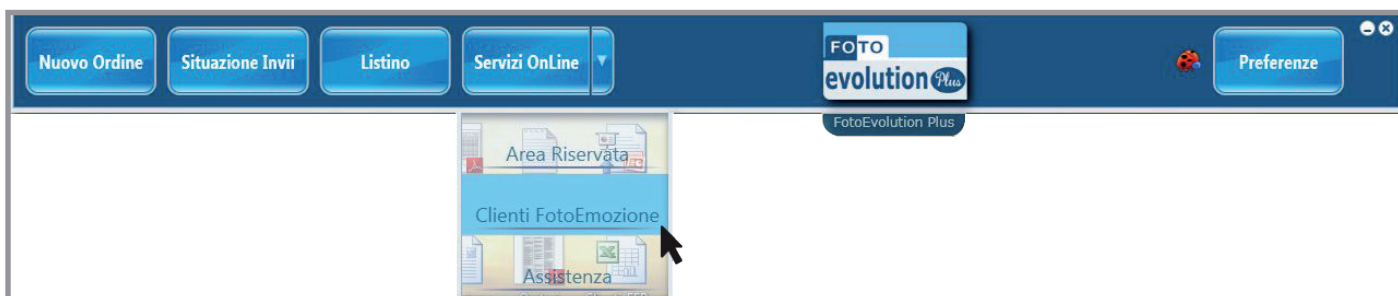 Nuovo Ordine
Situazione Invii
Listino
Servizi OnLine
FOTO
evolution Plus
Preferenze
FotoEvolution Plus
Area Riservata
Clienti FotoEmozione
Assistenza